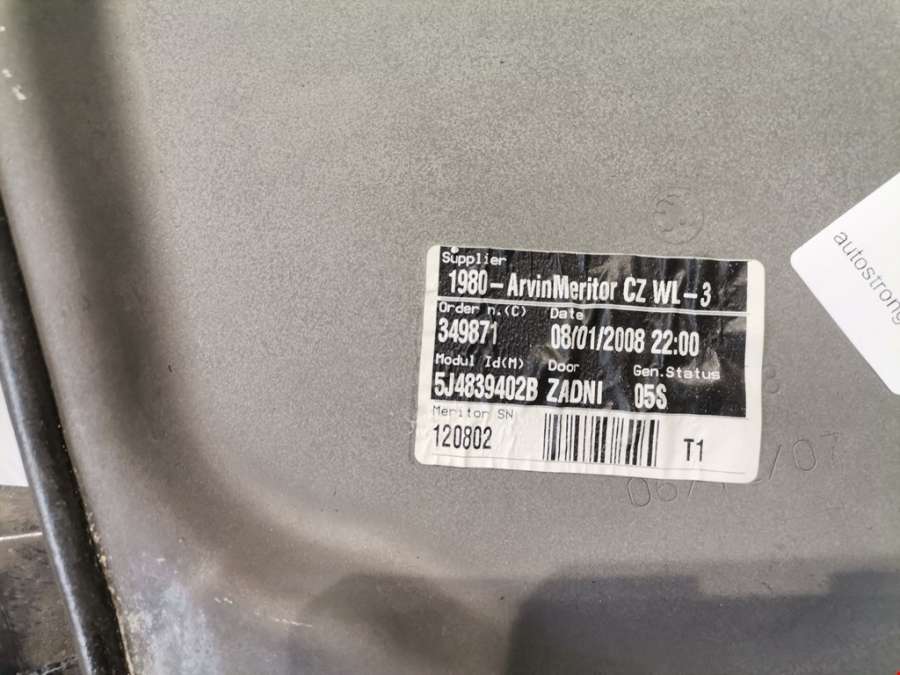 Supplier
1980-ArvinMeritor CZ WL-3
Order n.(C) Date
349871 08/01/2008 22:00
Modul Id(M) Door Gen.Status
5J4839402B ZADNI 05S
Meritor SN
120802 T1
autostrong